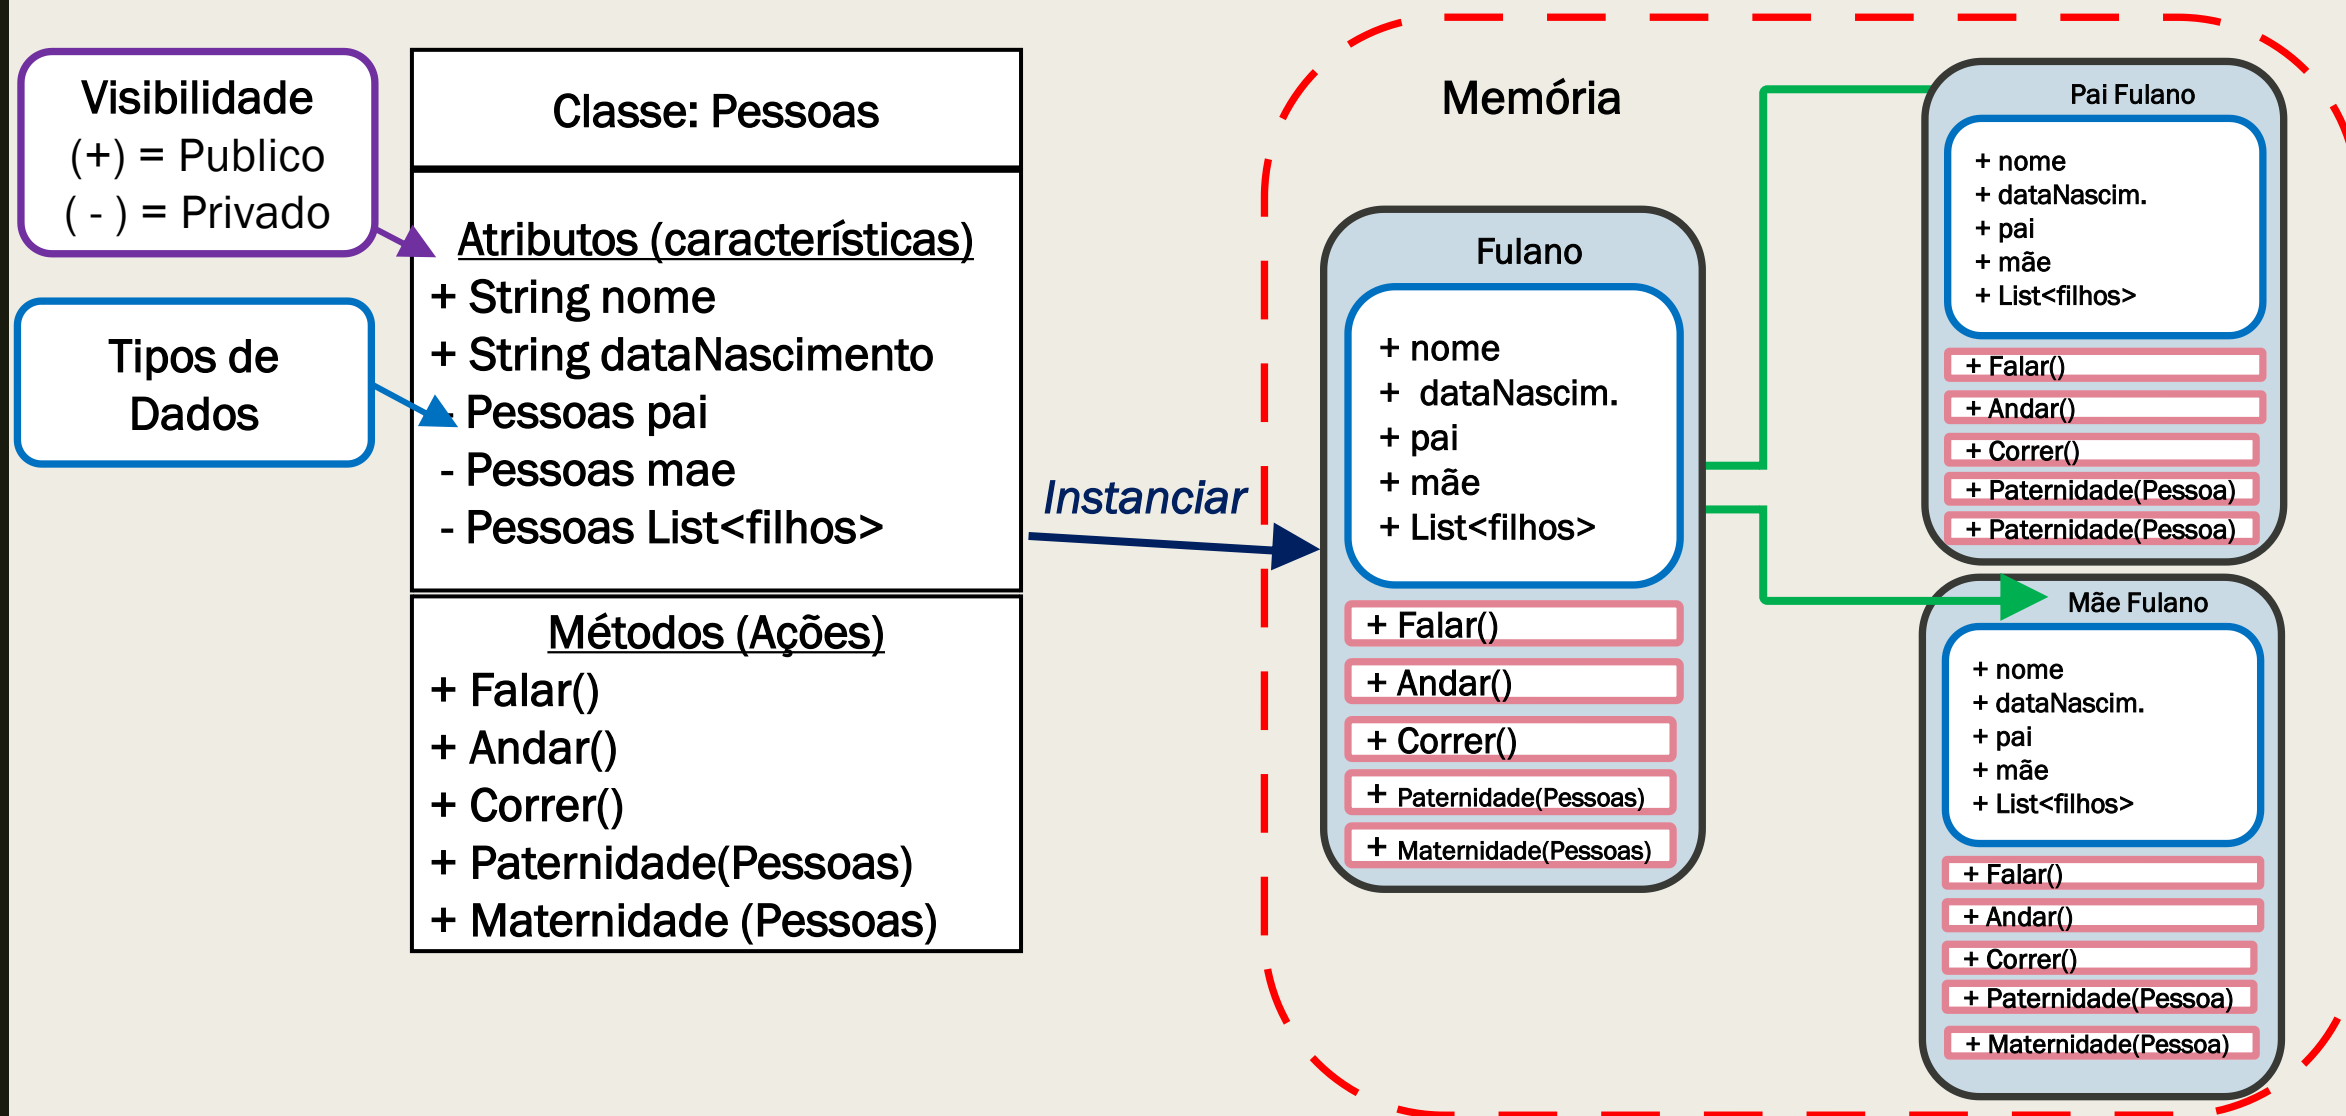 Visibilidade
(+) = Publico
( - ) = Privado
Tipos de
Dados
Classe: Pessoas
Atributos (características)
+ String nome
+ String dataNascimento
- Pessoas pai
- Pessoas mae
- Pessoas List<filhos>
Métodos (Ações)
+ Falar()
+ Andar()
+ Correr()
+ Paternidade(Pessoas)
+ Maternidade (Pessoas)
Instanciar
Memória
Fulano
+ nome
+ dataNascim.
+ pai
+ mãe
+ List<filhos>
+ Falar()
+ Andar()
+ Correr()
+ Paternidade(Pessoas)
+ Maternidade(Pessoas)
Pai Fulano
+ nome
+ dataNascim.
+ pai
+ mãe
+ List<filhos>
+ Falar()
+ Andar()
+ Correr()
+ Paternidade(Pessoa)
+ Paternidade(Pessoa)
Mãe Fulano
+ nome
+ dataNascim.
+ pai
+ mãe
+ List<filhos>
+ Falar()
+ Andar()
+ Correr()
+ Paternidade(Pessoa)
+ Maternidade(Pessoa)